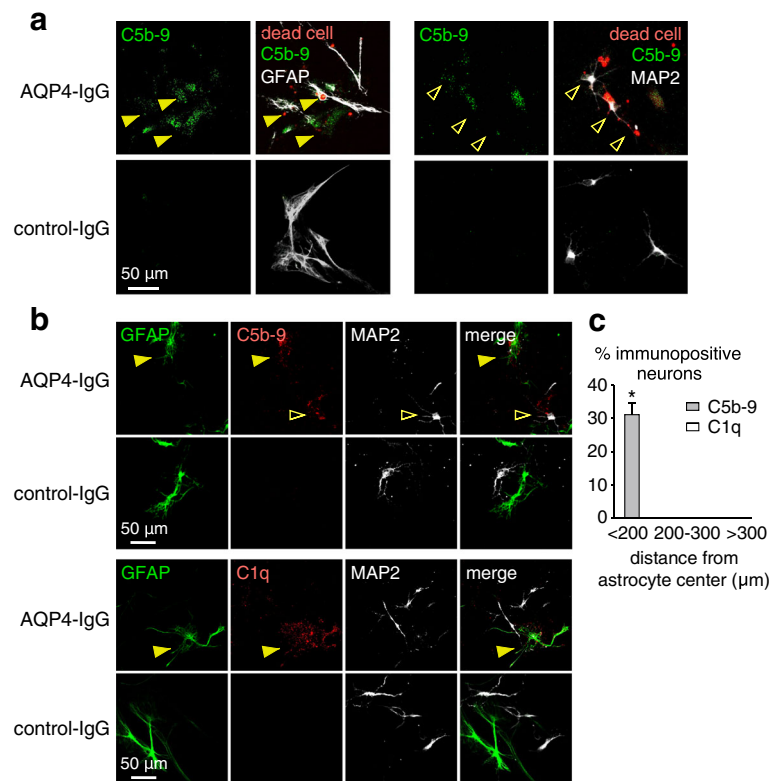 a
C5b-9
dead cell
C5b-9
GFAP
C5b-9
dead cell
C5b-9
MAP2
AQP4-IgG
control-IgG
50 µm
b
GFAP
C5b-9
MAP2
merge
AQP4-IgG
control-IgG
50 µm
GFAP
C1q
MAP2
merge
AQP4-IgG
control-IgG
50 µm
c
% immunopositive
neurons
40
30
20
10
0
*
C5b-9
C1q
<200 200-300 >300
distance from
astrocyte center (µm)